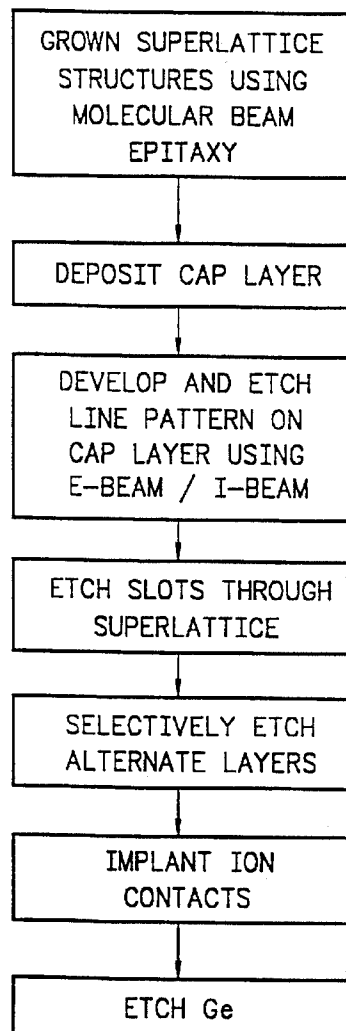 GROWN SUPERLATTICE
STRUCTURES USING
MOLECULAR BEAM
EPITAXY
DEPOSIT CAP LAYER
DEVELOP AND ETCH
LINE PATTERN ON
CAP LAYER USING
E-BEAM / I-BEAM
ETCH SLOTS THROUGH
SUPERLATTICE
SELECTIVELY ETCH
ALTERNATE LAYERS
IMPLANT ION
CONTACTS
ETCH Ge